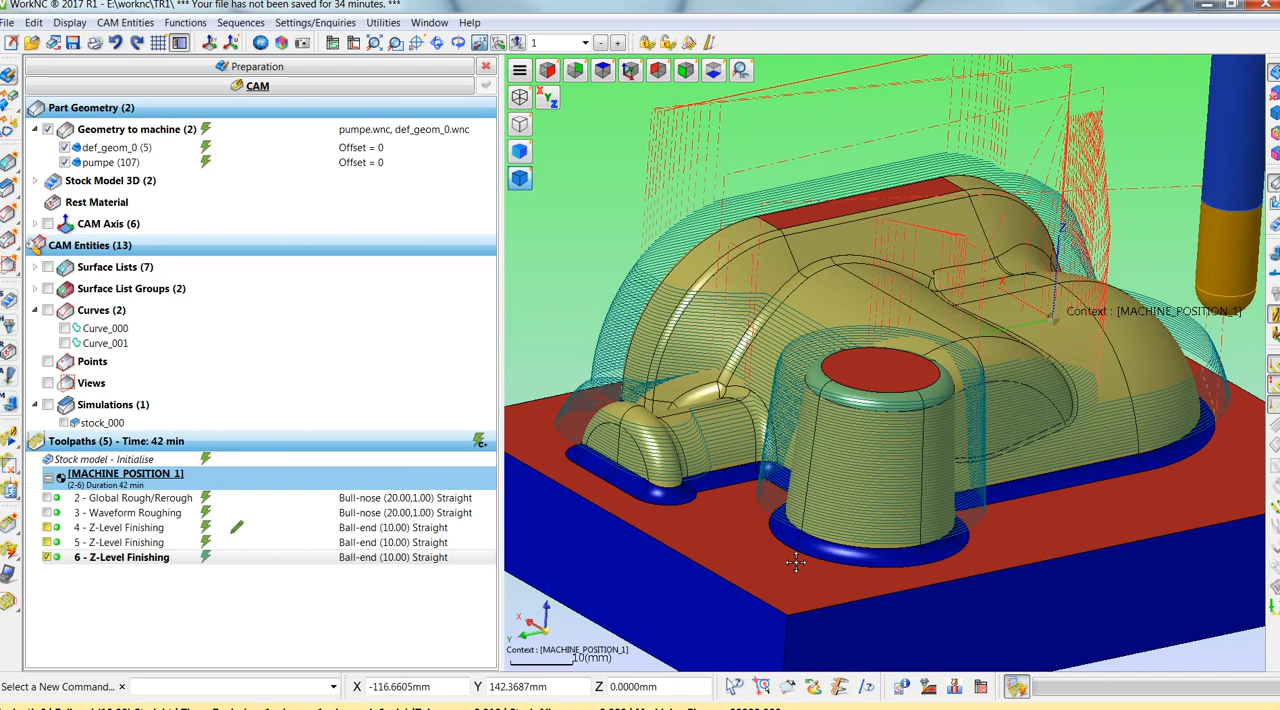 WorkNC ® 2017 R1 - E:\worknc\TR1\ *** Your file has not been saved for 34 minutes. ***
File Edit Display CAM Entities Functions Sequences Settings/Enquiries Utilities Window Help
1
Preparation
CAM
Part Geometry (2)
Geometry to machine (2) pumpe.wnc, def_geom_0.wnc
def_geom_0 (5) Offset = 0
pumpe (107) Offset = 0
Stock Model 3D (2)
Rest Material
CAM Axis (6)
CAM Entities (13)
Surface Lists (7)
Surface List Groups (2)
Curves (2)
Curve_000
Curve_001
Points
Views
Simulations (1)
stock_000
Toolpaths (5) - Time: 42 min
Stock model - Initialise
[MACHINE_POSITION_1]
(2-6) Duration 42 min
2 - Global Rough/Rerough Bull-nose (20.00,1.00) Straight
3 - Waveform Roughing Bull-nose (20.00,1.00) Straight
4 - Z-Level Finishing Ball-end (10.00) Straight
5 - Z-Level Finishing Ball-end (10.00) Straight
6 - Z-Level Finishing Ball-end (10.00) Straight
X Y Z
Z
X
Context : [MACHINE_POSITION_1]
Z
X
Y
Context : [MACHINE_POSITION_1]
10(mm)
Select a New Command... X -116.6605mm Y 142.3687mm Z 0.0000mm